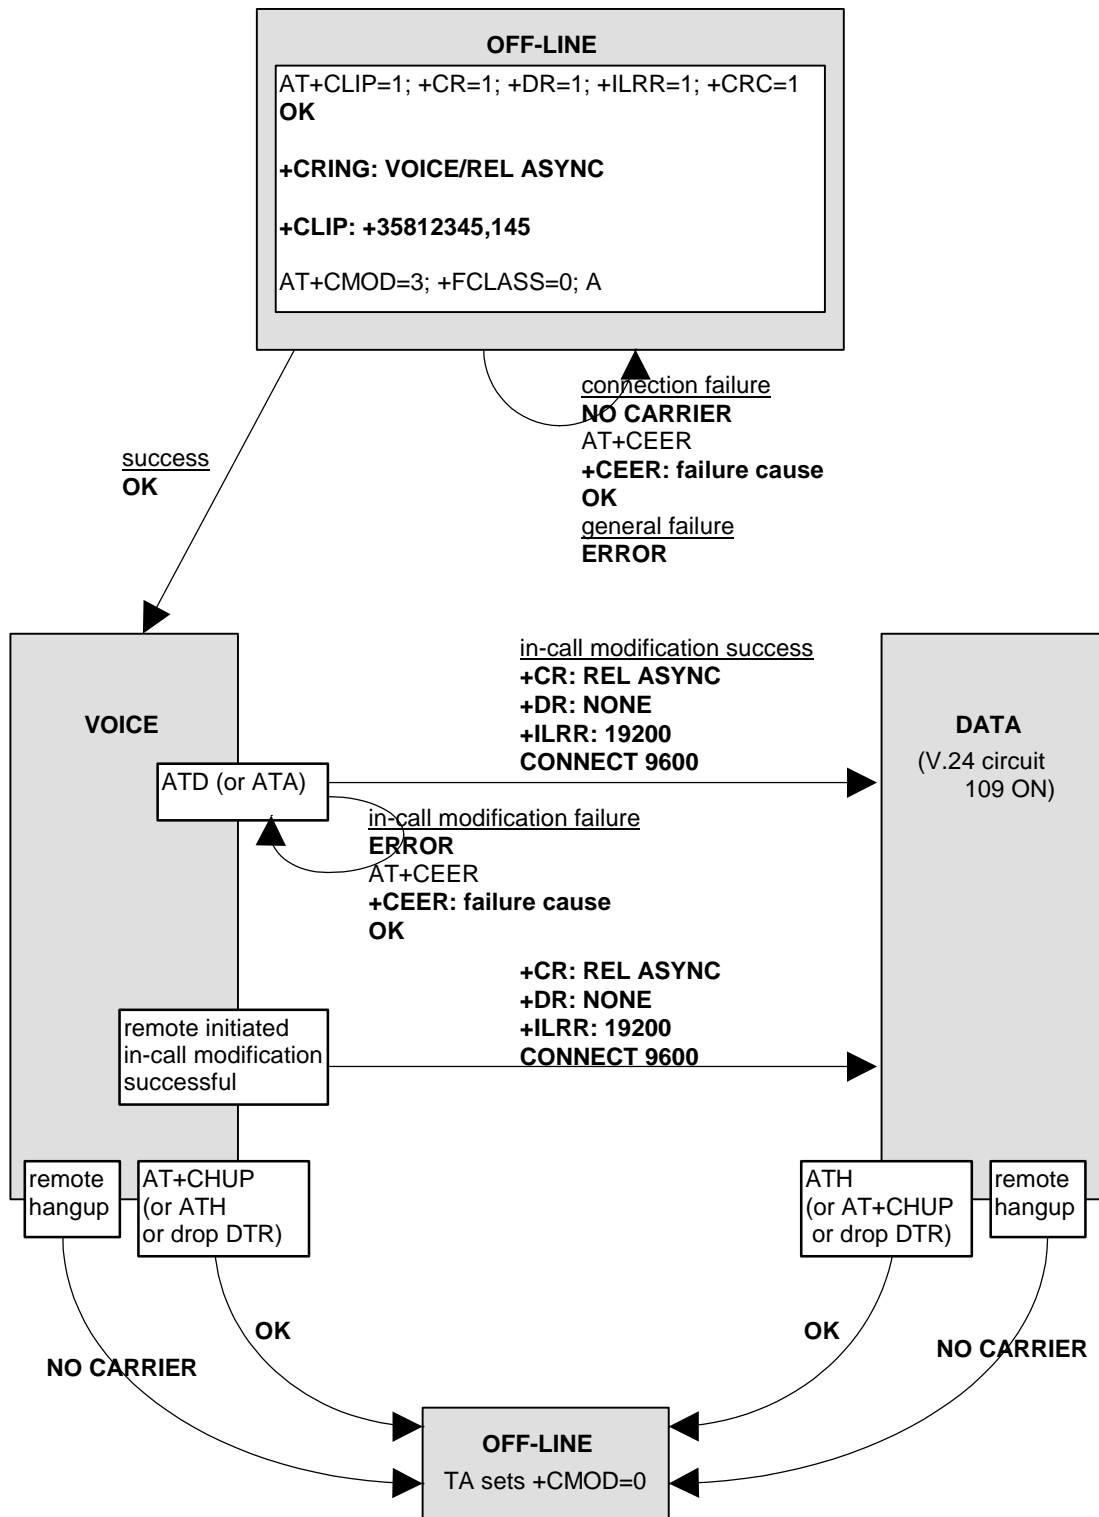 OFF-LINE
AT+CLIP=1; +CR=1; +DR=1; +ILRR=1; +CRC=1
OK
+CRING: VOICE/REL ASYNC
+CLIP: +35812345,145
AT+CMOD=3; +FCLASS=0; A
connection failure
NO CARRIER
AT+CEER
+CEER: failure cause
OK
general failure
ERROR
success
OK
in-call modification success
+CR: REL ASYNC
+DR: NONE
+ILRR: 19200
CONNECT 9600
VOICE
DATA
(V.24 circuit
109 ON)
ATD (or ATA)
in-call modification failure
ERROR
AT+CEER
+CEER: failure cause
OK
+CR: REL ASYNC
+DR: NONE
+ILRR: 19200
CONNECT 9600
remote initiated
in-call modification
successful
remote
hangup
AT+CHUP
(or ATH
or drop DTR)
ATH
(or AT+CHUP
or drop DTR)
remote
hangup
OK
NO CARRIER
OK
NO CARRIER
OFF-LINE
TA sets +CMOD=0